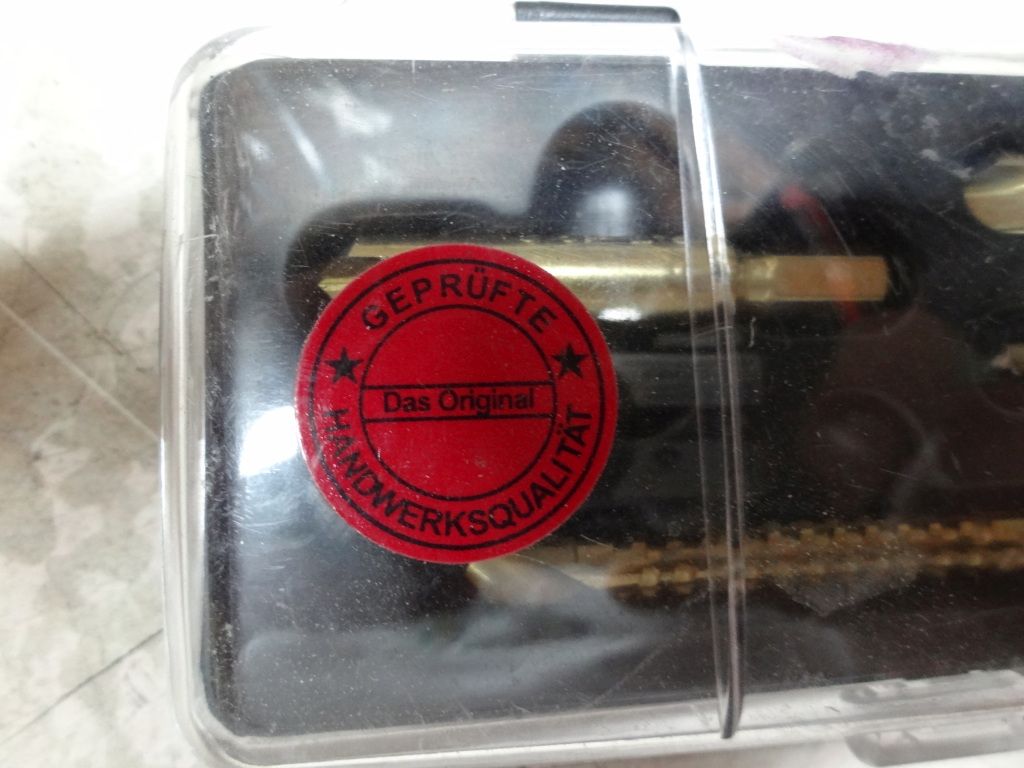 GEPRÜFTE
Das Original
HANDWERKSQUALITÄT